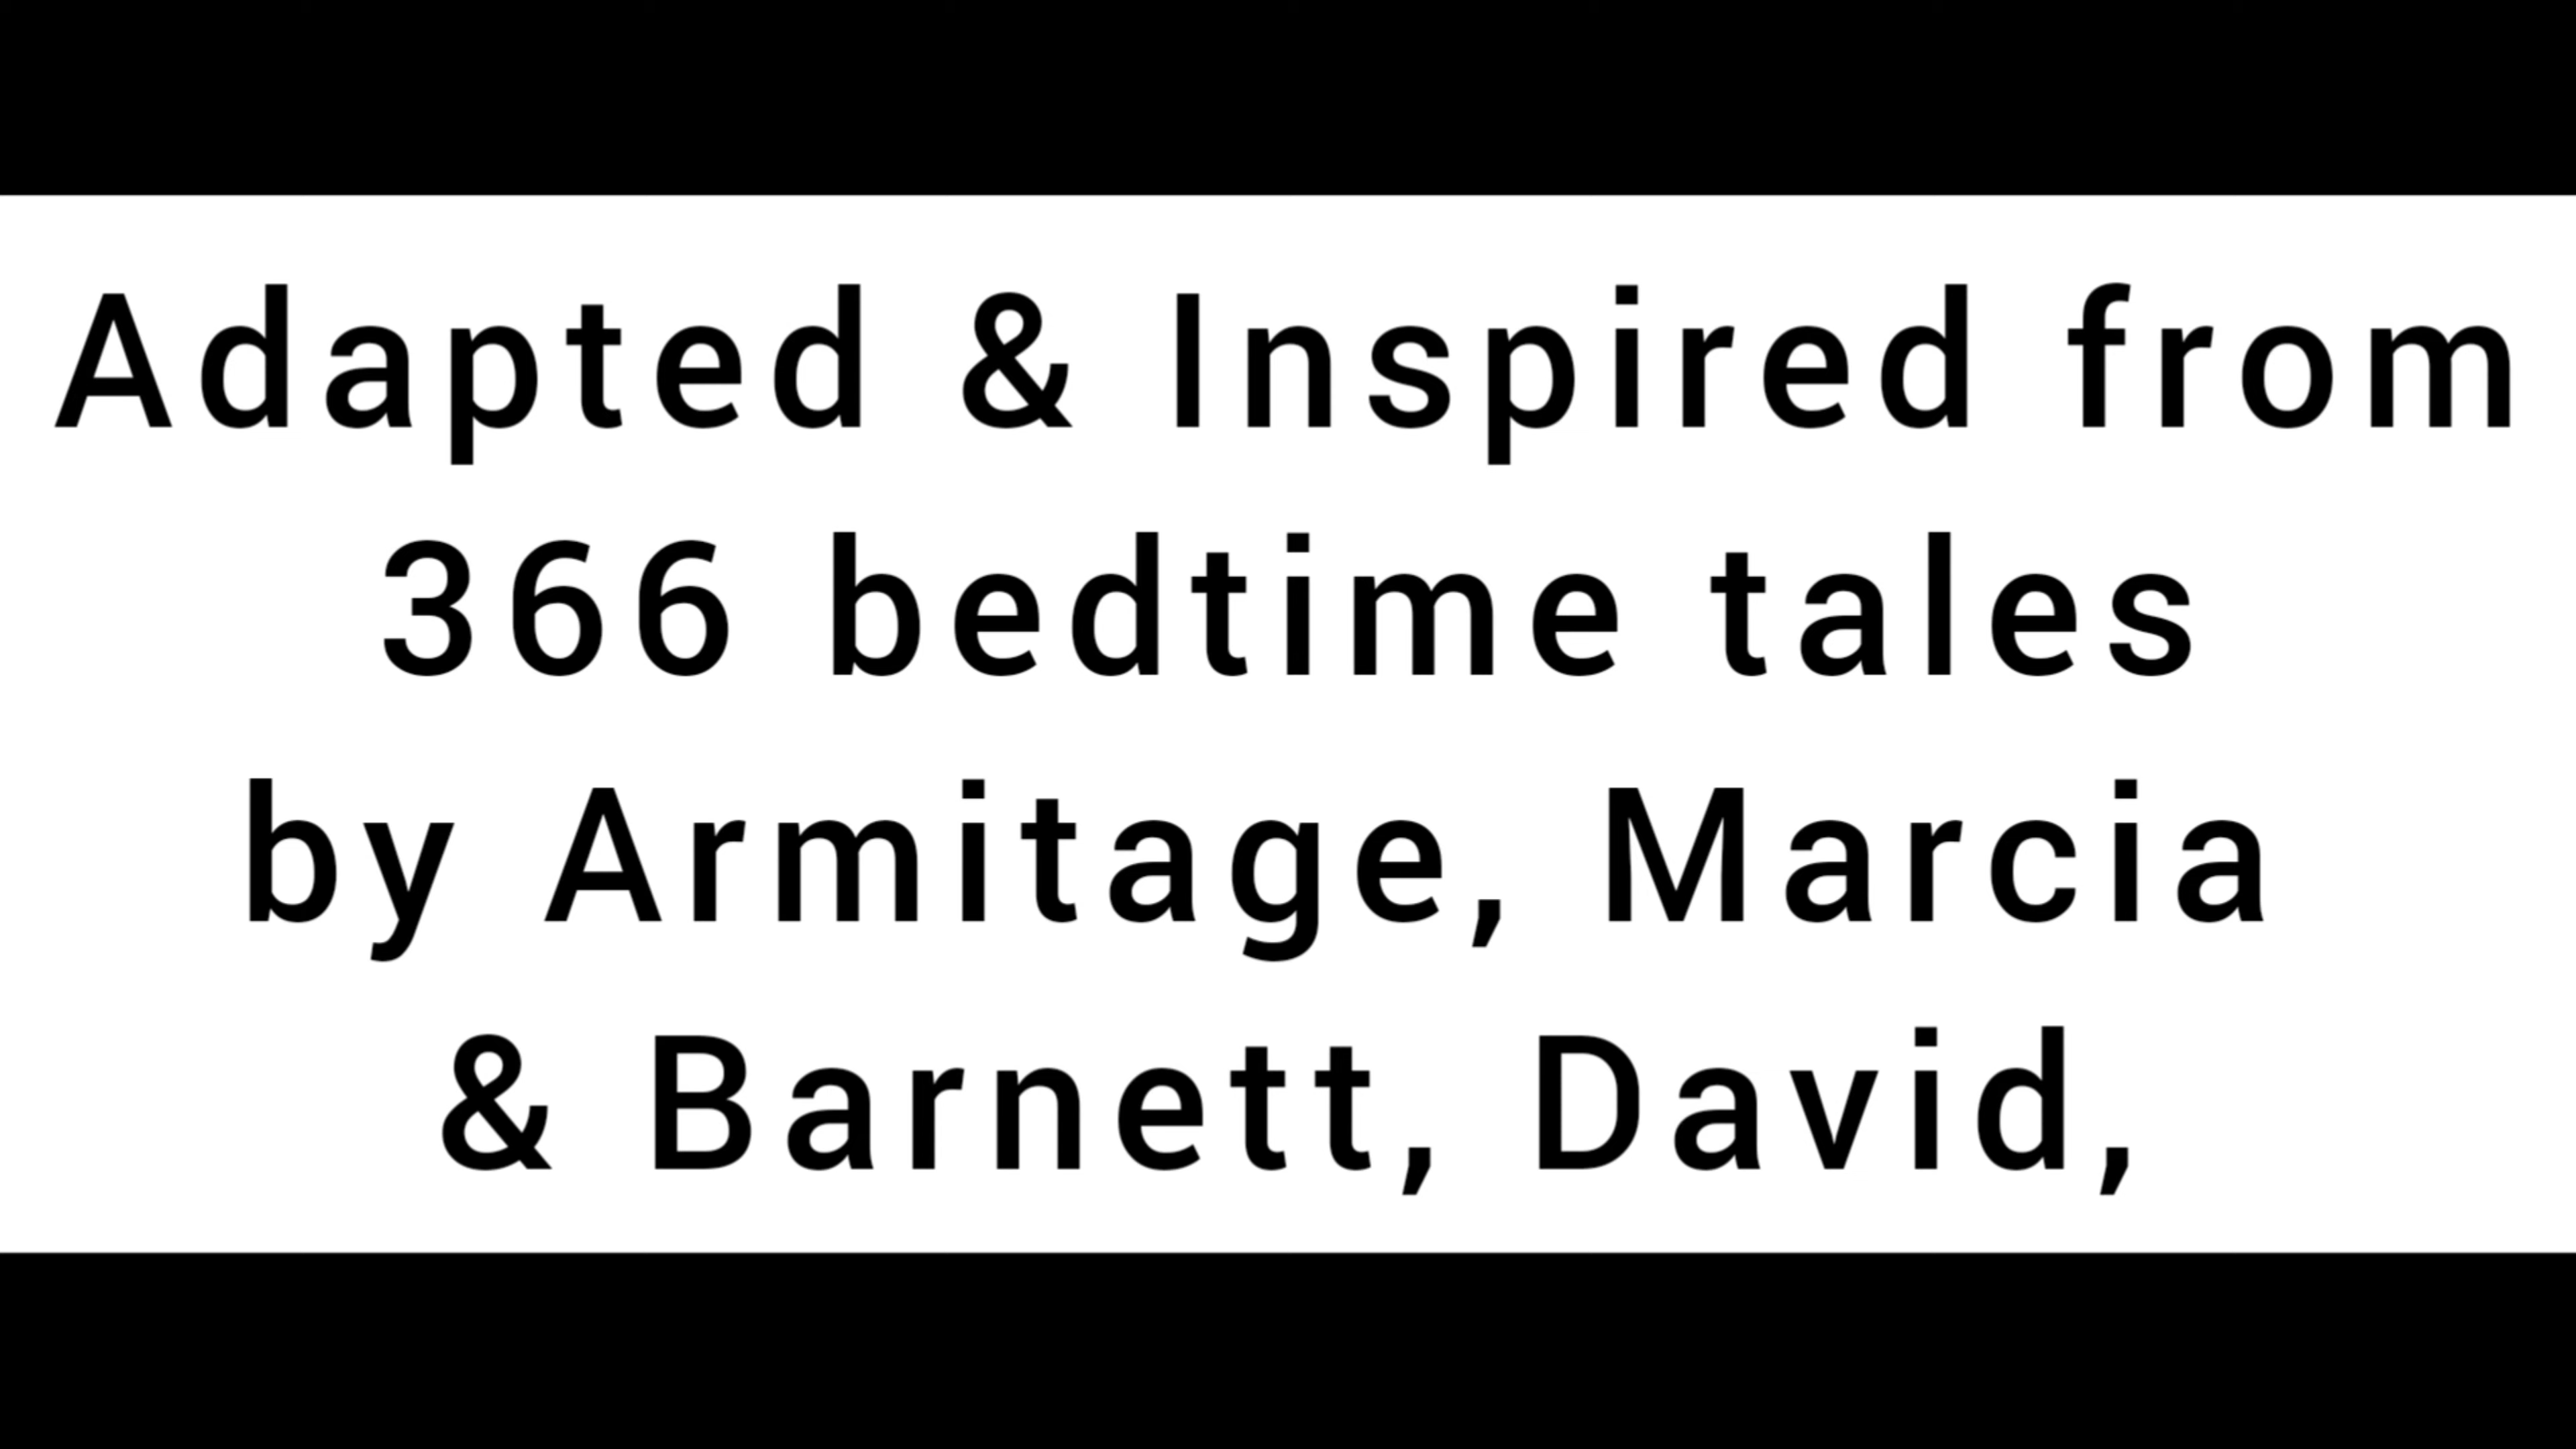 Adapted & Inspired from
366 bedtime tales
by Armitage, Marcia
& Barnett, David,